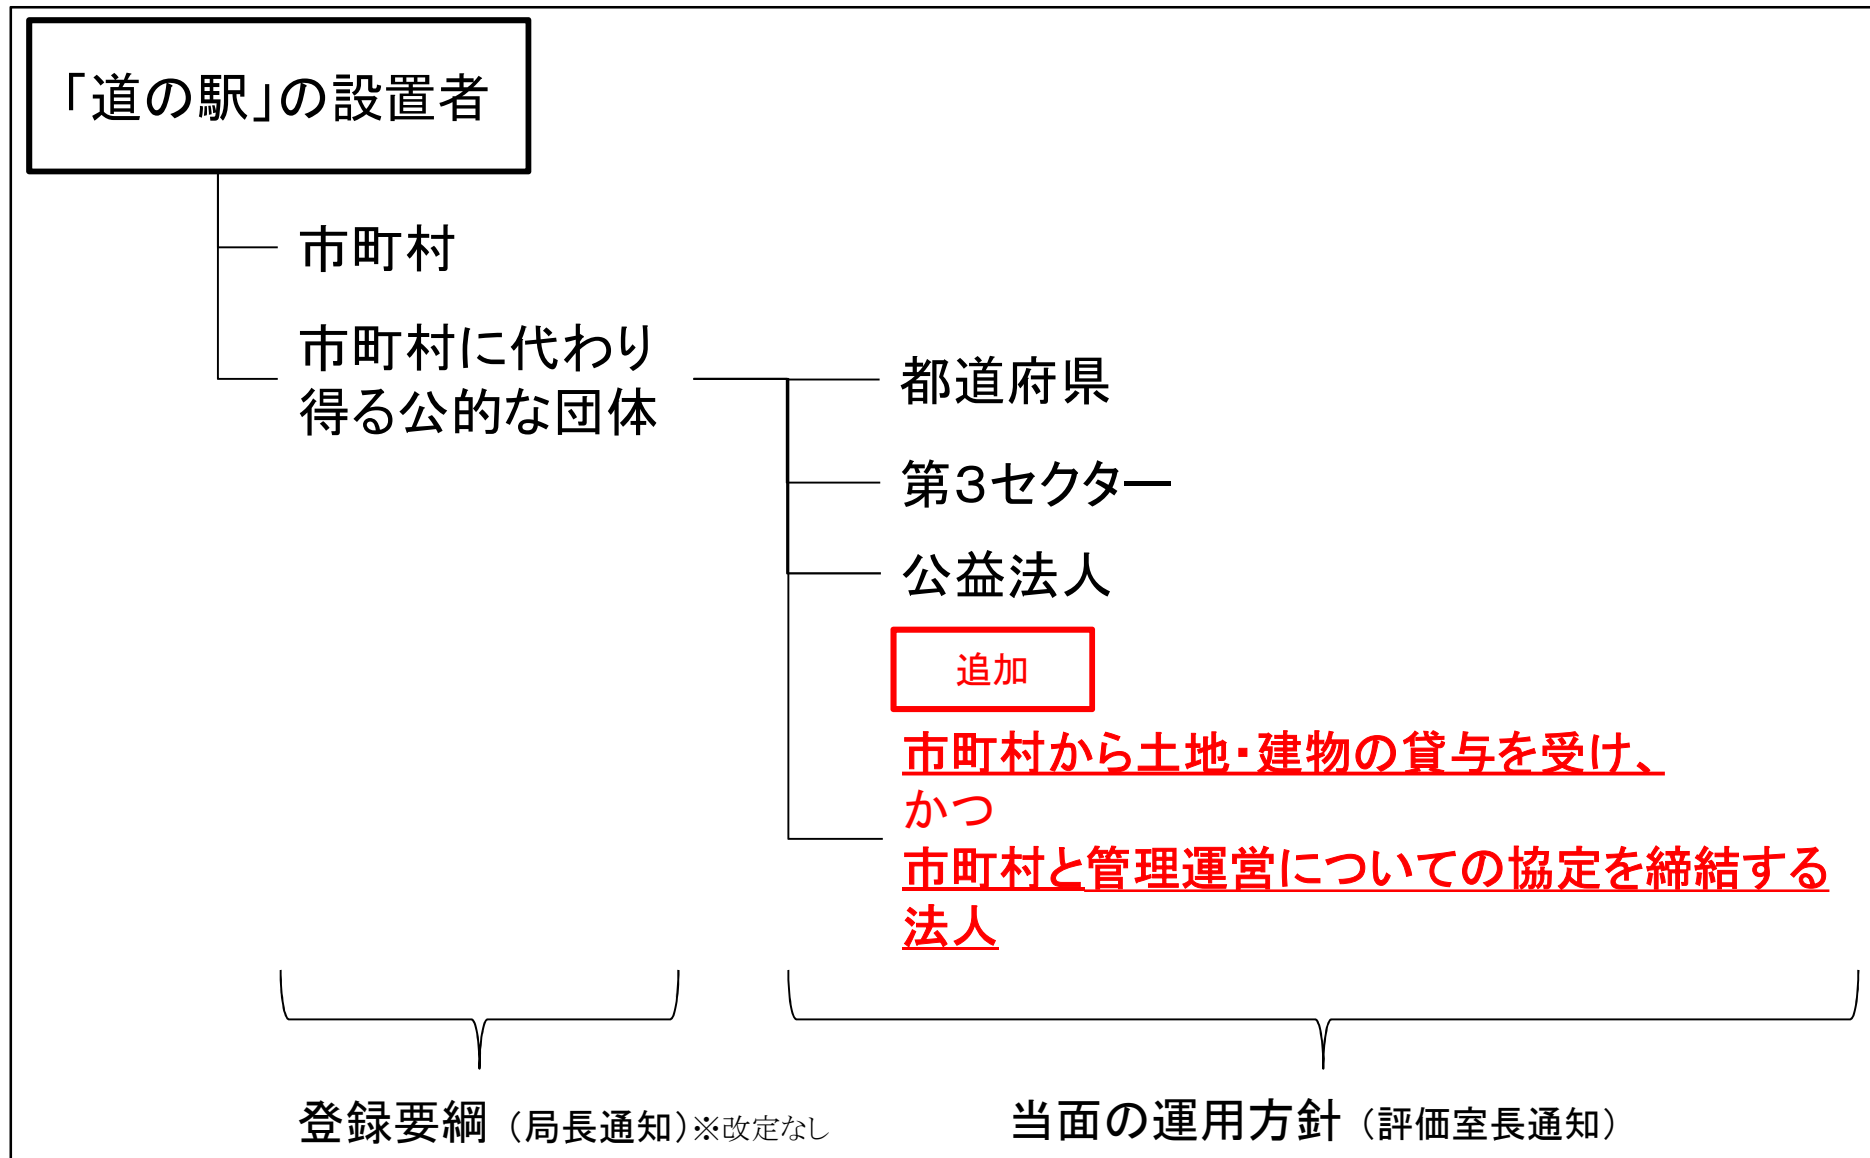 「道の駅」の設置者
市町村
市町村に代わり
得る公的な団体
都道府県
第３セクター
公益法人
追加
市町村から土地・建物の貸与を受け、
かつ
市町村と管理運営についての協定を締結する
法人
登録要綱（局長通知）※改定なし
当面の運用方針（評価室長通知）